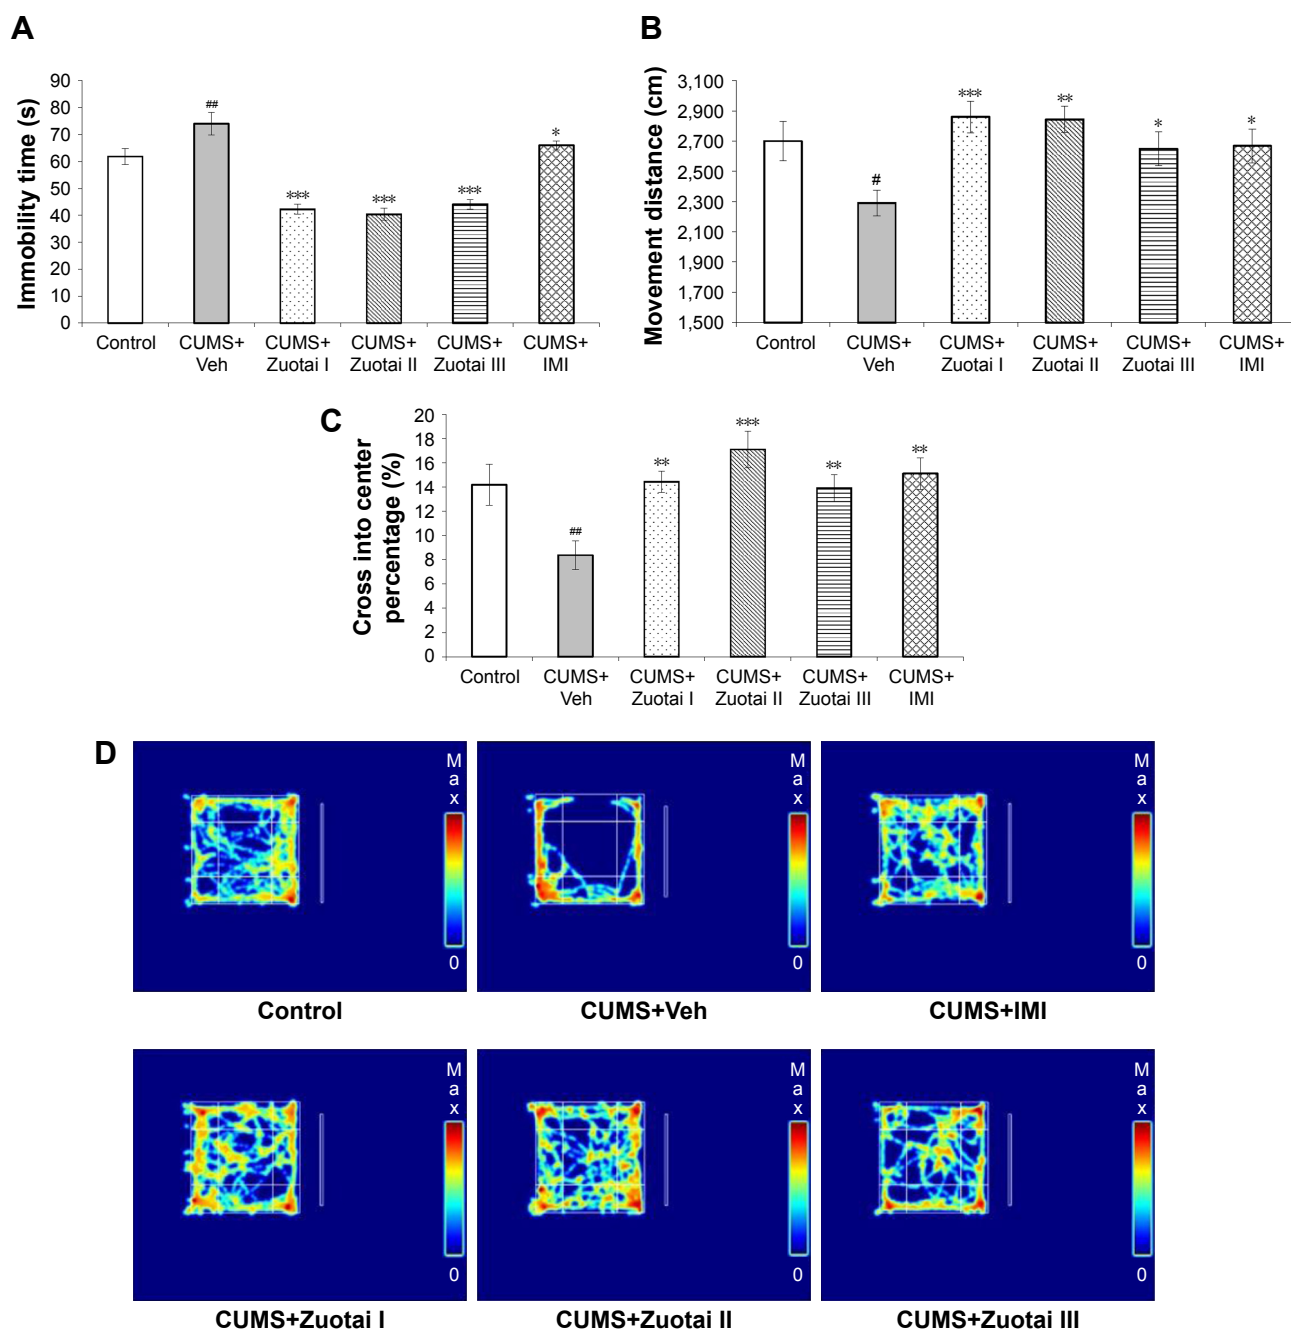 A
Immobility time (s)
90
80
70
60
50
40
30
20
10
0
##
***
***
***
*
Control
CUMS+
Veh
CUMS+
Zuotai I
CUMS+
Zuotai II
CUMS+
Zuotai III
CUMS+
IMI
B
Movement distance (cm)
3,100
2,900
2,700
2,500
2,300
2,100
1,900
1,700
1,500
#
***
**
*
*
Control
CUMS+
Veh
CUMS+
Zuotai I
CUMS+
Zuotai II
CUMS+
Zuotai III
CUMS+
IMI
C
Cross into center
percentage (%)
20
18
16
14
12
10
8
6
4
2
0
##
**
***
**
**
Control
CUMS+
Veh
CUMS+
Zuotai I
CUMS+
Zuotai II
CUMS+
Zuotai III
CUMS+
IMI
D
Max
0
Control
Max
0
CUMS+Veh
Max
0
CUMS+IMI
Max
0
CUMS+Zuotai I
Max
0
CUMS+Zuotai II
Max
0
CUMS+Zuotai III